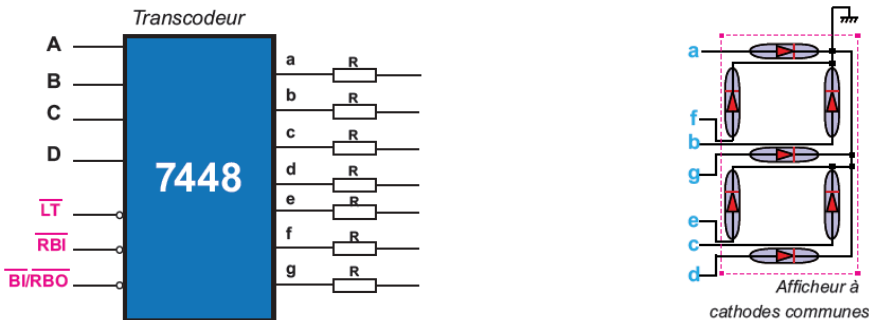 Transcodeur
A
B
C
D
LT
RBI
BI/RBO
7448
a R
b R
c R
d R
e R
f R
g R
a
f
b
g
e
c
d
Afficheur à
cathodes communes